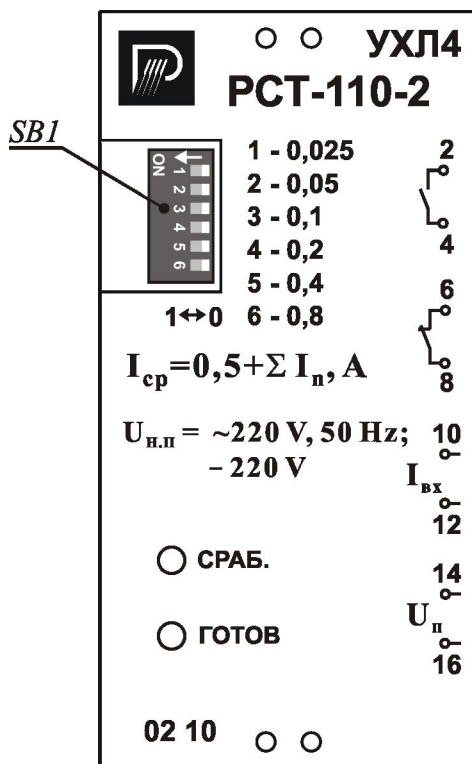 УХЛ4
РСТ-110-2
SB1
ON
1
2
3
4
5
6
1↔0
1 - 0,025
2 - 0,05
3 - 0,1
4 - 0,2
5 - 0,4
6 - 0,8
2
4
6
8
Iср=0,5+Σ In, A
Uн.п = ~220 V, 50 Hz;
– 220 V
10
Iвх
12
СРАБ.
14
Uп
16
ГОТОВ
02 10